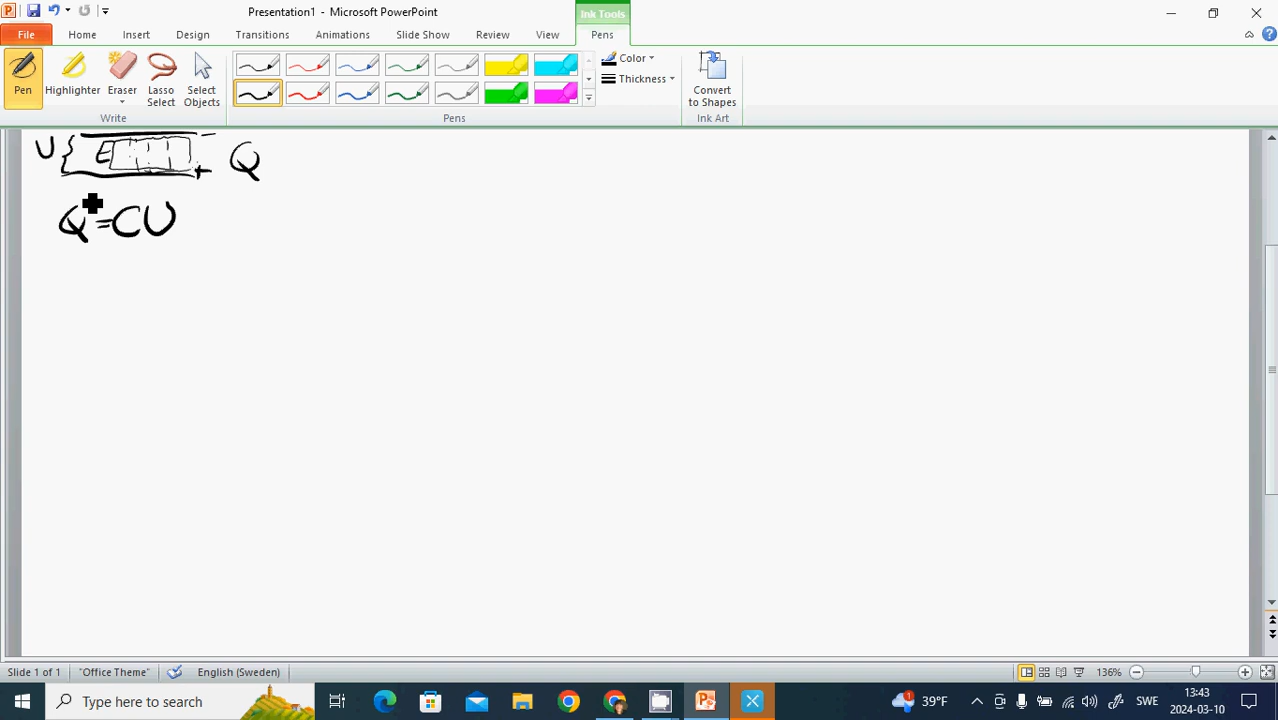 Presentation1 - Microsoft PowerPoint
Ink Tools
File Home Insert Design Transitions Animations Slide Show Review View Pens
Pen Highlighter Eraser Lasso Select Select Objects
Color
Thickness
Convert to Shapes
Write Pens Ink Art
U { E - + Q
Q=CU
Slide 1 of 1 "Office Theme" English (Sweden) 136%
Type here to search 1 39°F SWE 13:43 2024-03-10